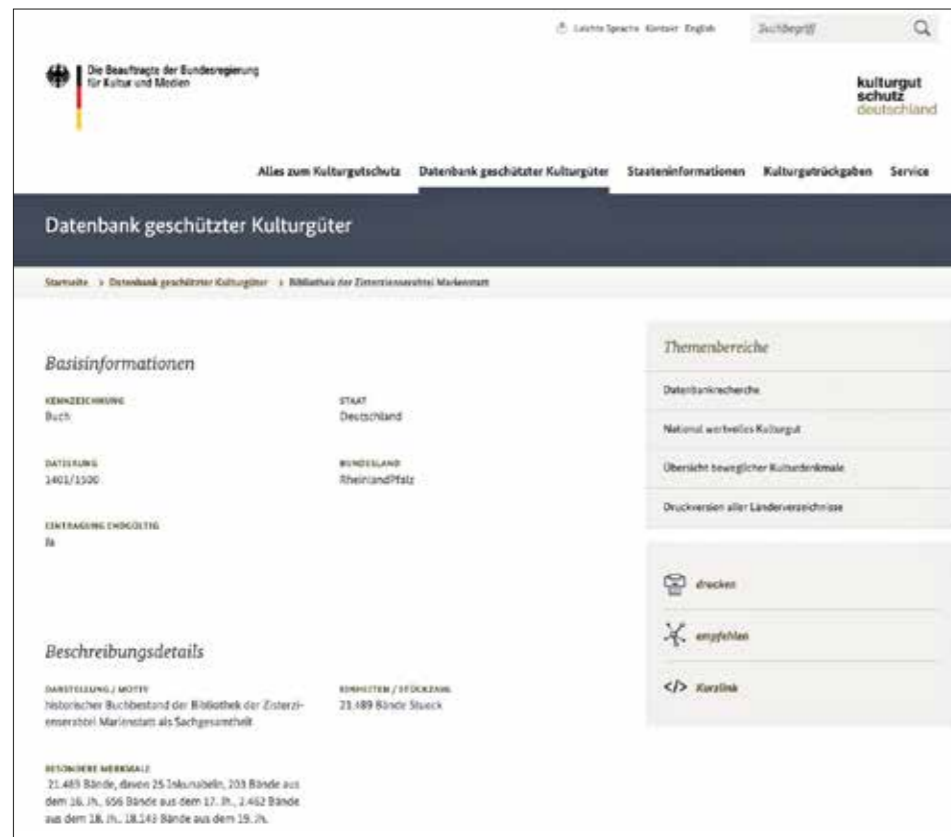 Leichte Sprache Kontakt English
Suchbegriff
Die Beauftragte der Bundesregierung
für Kultur und Medien
kulturgut
schutz
deutschland
Alles zum Kulturgutschutz Datenbank geschützter Kulturgüter Staateninformationen Kulturgutrückgaben Service
Datenbank geschützter Kulturgüter
Startseite > Datenbank geschützter Kulturgüter > Bibliothek der Zisterzienserabtei Marienstatt
Basisinformationen
KENNZEICHNUNG
Buch
STAAT
Deutschland
DATIERUNG
1401/1500
BUNDESLAND
RheinlandPfalz
EINTRAGUNG ENDGÜLTIG
Ja
Beschreibungsdetails
DARSTELLUNG / MOTIV
historischer Buchbestand der Bibliothek der Zisterzi-
enserabtei Marienstatt als Sachgesamtheit
EINHEITEN / STÜCKZAHL
21.489 Bände Stueck
BESONDERE MERKMALE
21.489 Bände, davon 25 Inkunabeln, 203 Bände aus
dem 16. Jh., 656 Bände aus dem 17. Jh., 2.462 Bände
aus dem 18. Jh., 18.143 Bände aus dem 19. Jh.
Themenbereiche
Datenbankrecherche
National wertvolles Kulturgut
Übersicht beweglicher Kulturdenkmale
Druckversion aller Länderverzeichnisse
drucken
empfehlen
</> Kurzlink